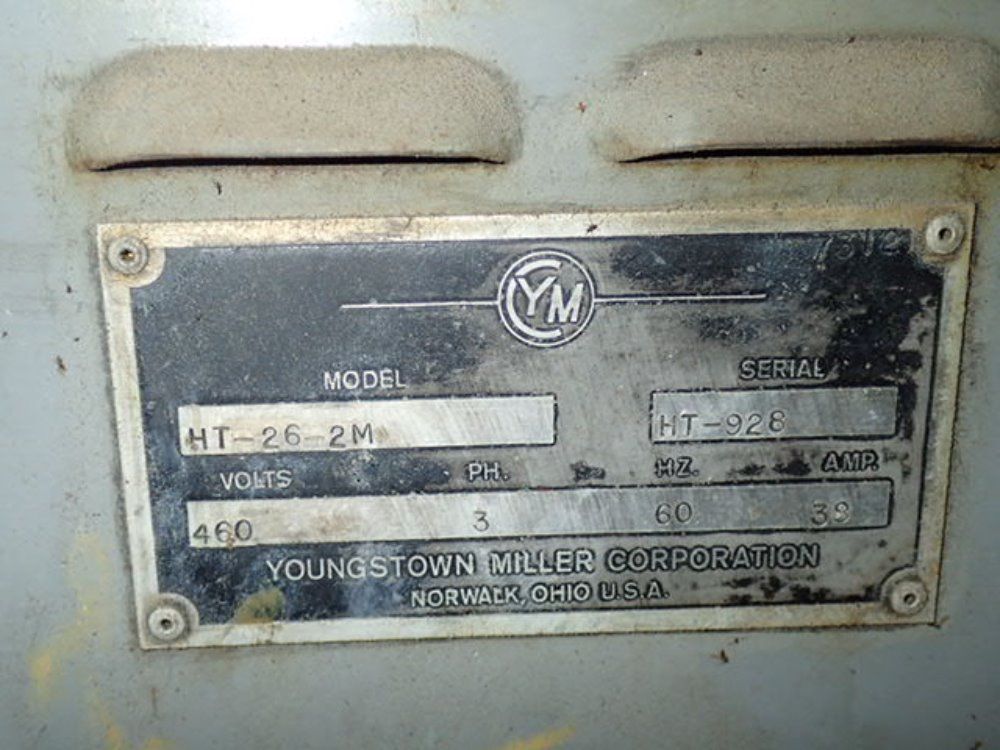 YM
MODEL
SERIAL
HT-26-2M
HT-928
VOLTS PH. HZ. AMP.
460 3 60
YOUNGSTOWN MILLER CORPORATION
NORWALK, OHIO U.S.A.